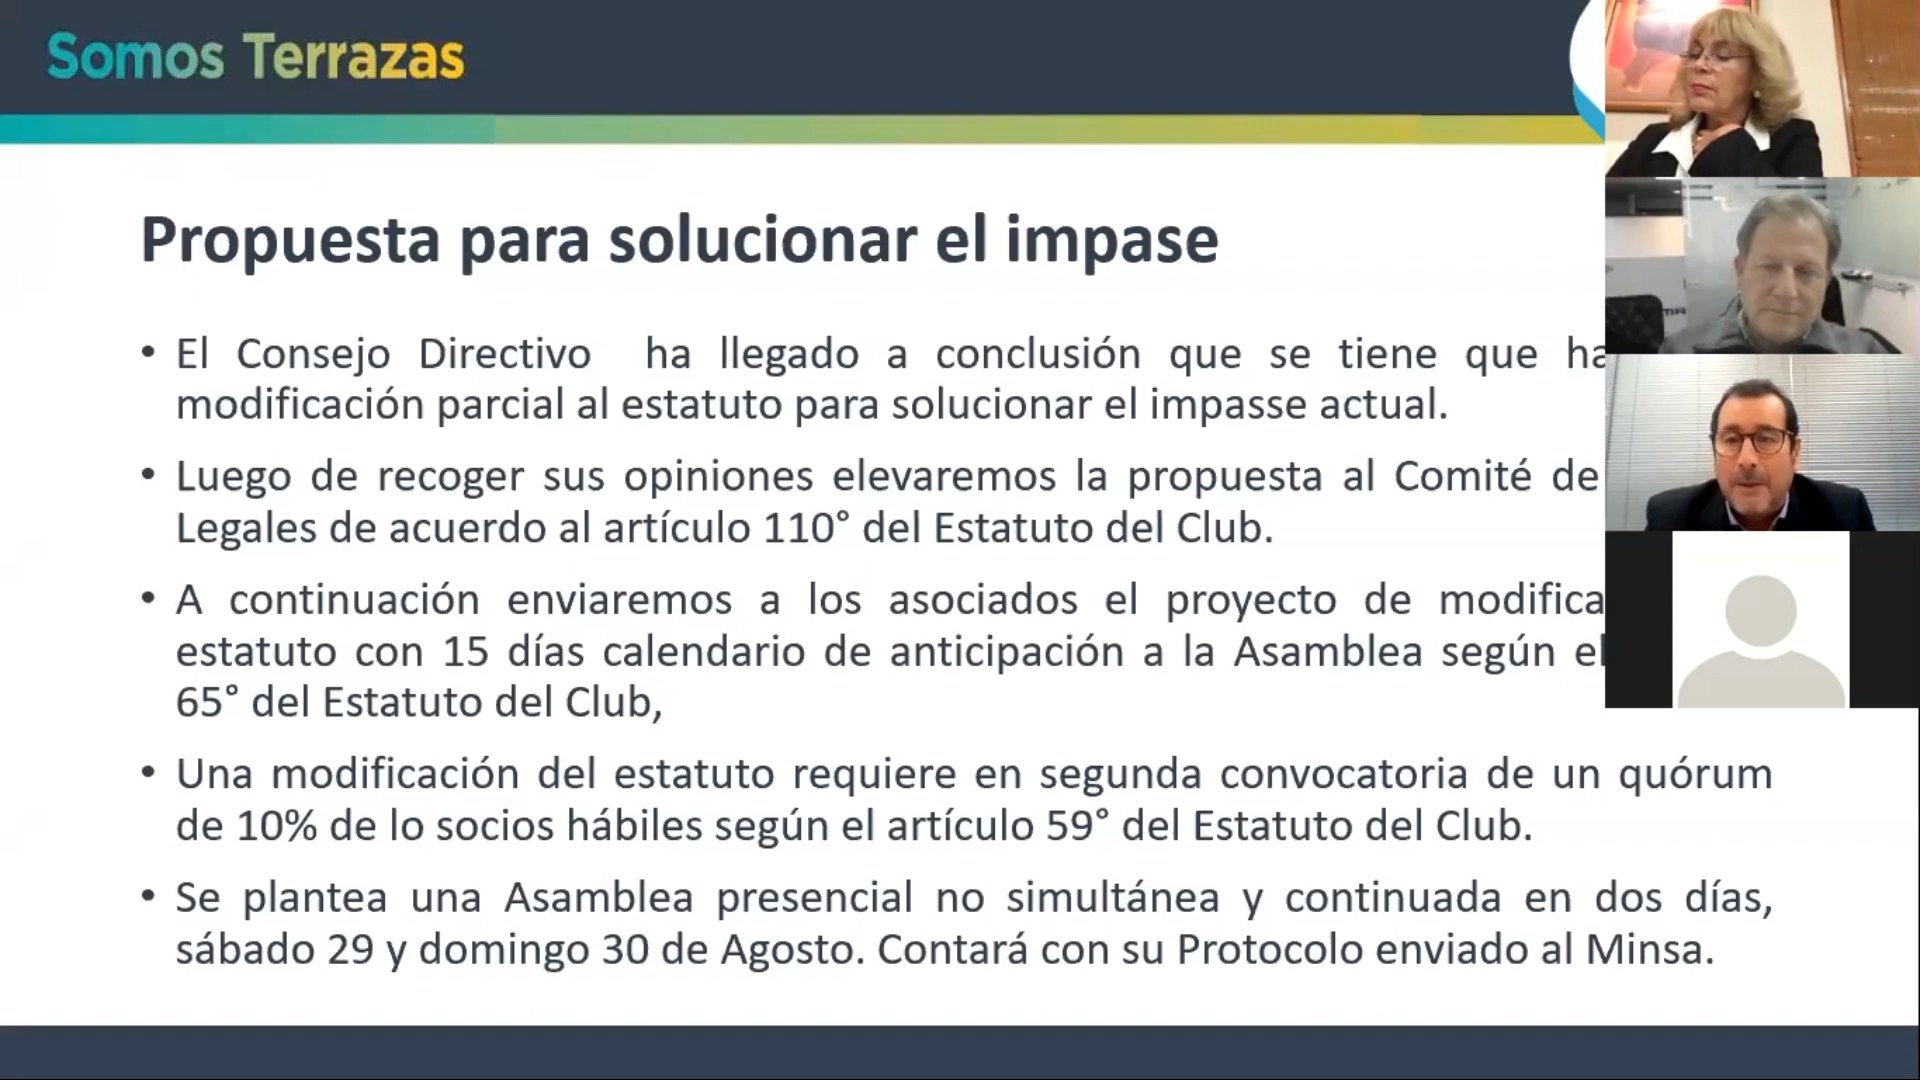 Somos Terrazas
Propuesta para solucionar el impase
• El Consejo Directivo ha llegado a conclusión que se tiene que
modificación parcial al estatuto para solucionar el impasse actual.
• Luego de recoger sus opiniones elevaremos la propuesta al Comité de
Legales de acuerdo al artículo 110° del Estatuto del Club.
• A continuación enviaremos a los asociados el proyecto de
estatuto con 15 días calendario de anticipación a la Asamblea según el
65° del Estatuto del Club,
• Una modificación del estatuto requiere en segunda convocatoria de un quórum
de 10% de lo socios hábiles según el artículo 59° del Estatuto del Club.
• Se plantea una Asamblea presencial no simultánea y continuada en dos días,
sábado 29 y domingo 30 de Agosto. Contará con su Protocolo enviado al Minsa.